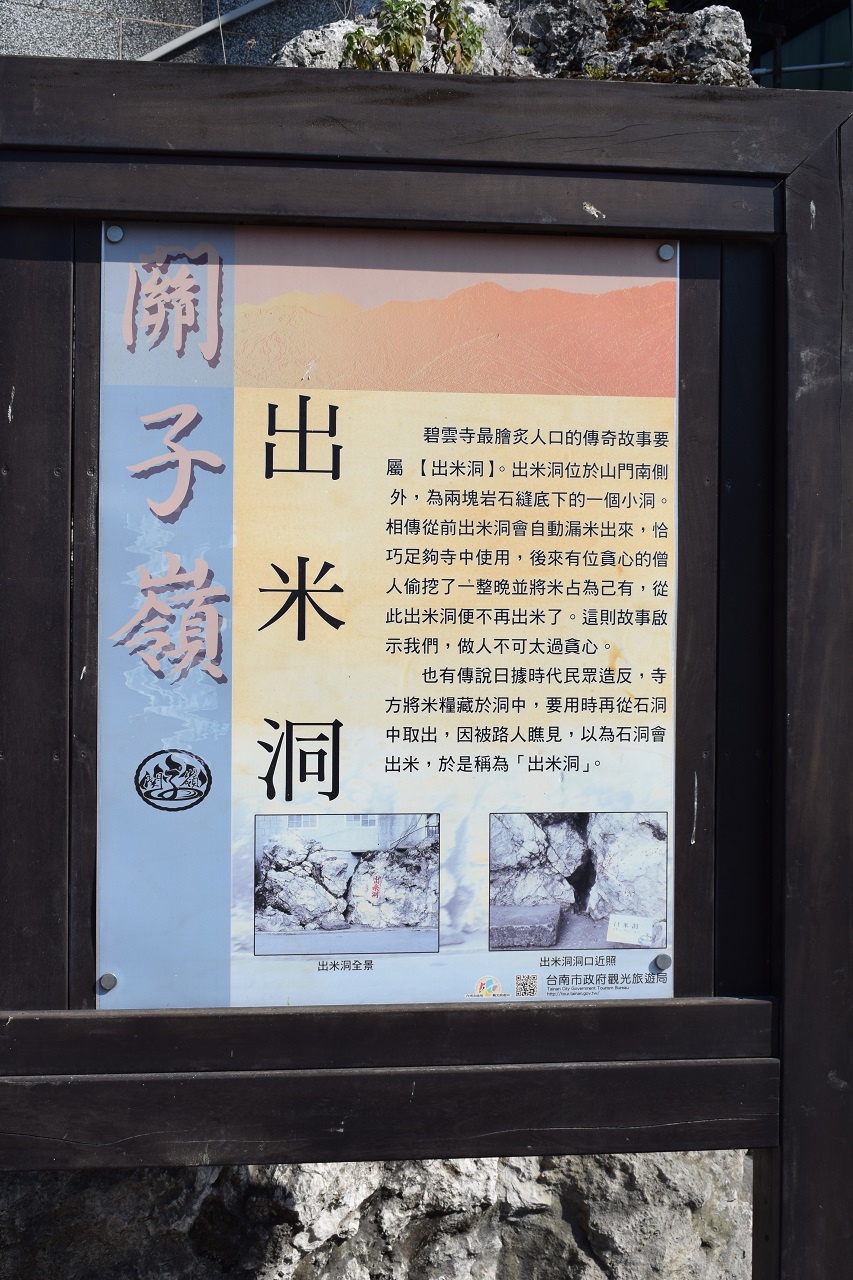 關子嶺
出米洞
碧雲寺最膾炙人口的傳奇故事要
屬【出米洞】。出米洞位於山門南側
外，為兩塊岩石縫底下的一個小洞。
相傳從前出米洞會自動漏米出來，恰
巧足夠寺中使用，後來有位貪心的僧
人偷挖了一整晚並將米占為己有，從
此出米洞便不再出米了。這則故事啟
示我們，做人不可太過貪心。
也有傳說日據時代民眾造反，寺
方將米糧藏於洞中，要用時再從石洞
中取出，因被路人瞧見，以為石洞會
出米，於是稱為「出米洞」。
關子嶺
出米洞
出米洞全景
出米洞洞口近照
台南市政府觀光旅遊局
Tainan City Government Tourism Bureau